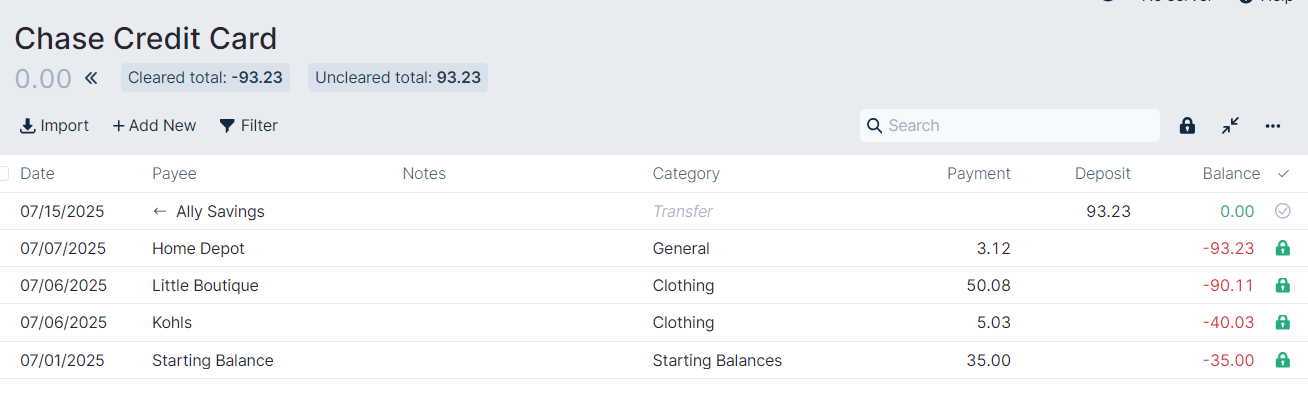 No server Help
Chase Credit Card
0.00 Cleared total: -93.23 Uncleared total: 93.23
Import + Add New Filter Search
Date Payee Notes Category Payment Deposit Balance
07/15/2025 ← Ally Savings Transfer 93.23 0.00
07/07/2025 Home Depot General 3.12 -93.23
07/06/2025 Little Boutique Clothing 50.08 -90.11
07/06/2025 Kohls Clothing 5.03 -40.03
07/01/2025 Starting Balance Starting Balances 35.00 -35.00